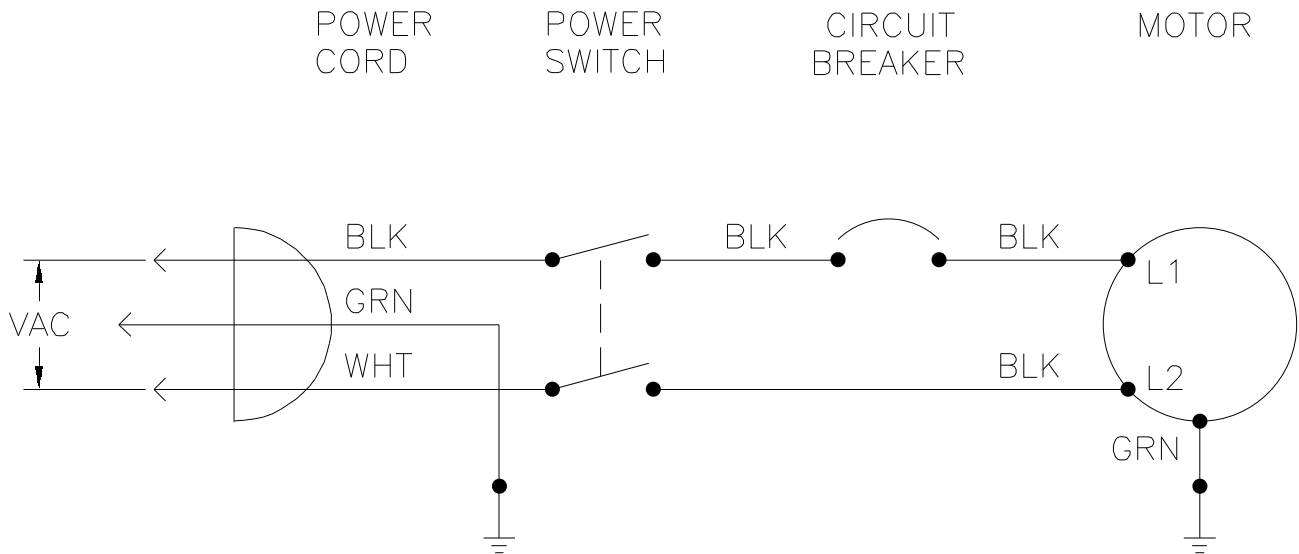 POWER
CORD
POWER
SWITCH
CIRCUIT
BREAKER
MOTOR
BLK
BLK
BLK
L1
GRN
VAC
WHT
BLK
L2
GRN